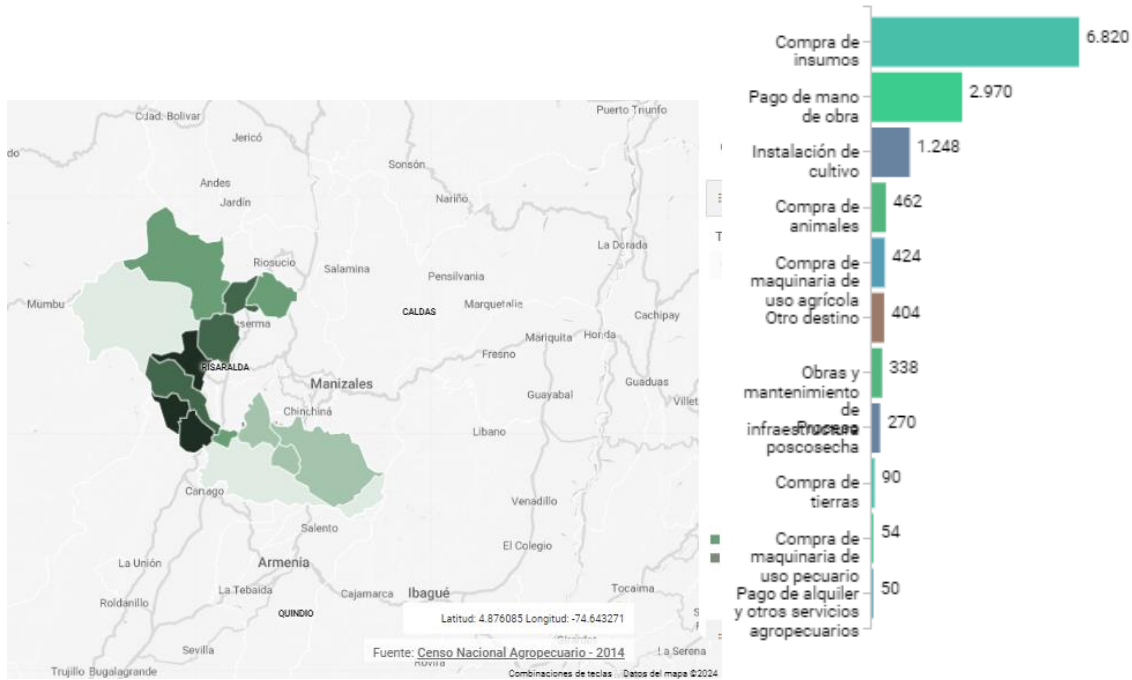 Puerto Triunfo
Jericó
Sonsón
Andes
Nariño
Jardín
La Dorada
Riosucio
Salamina
Pensilvania
Mumbu
Marquetalia
CALDAS
Cachipay
Mariquita
Fresno
RISARALDA
Manizales
Guaduas
Guayabal
Chinchiná
Líbano
Venadillo
Salento
El Colegio
La Unión
Armenia
La Tebaida
Cajamarca
Ibagué
Tocaima
Roldanillo
QUINDIO
Latitud: 4.876085 Longitud: -74.643271
Sevilla
Fuente: Censo Nacional Agropecuario - 2014
La Serena
Trujillo
Bugalagrande
Combinaciones de teclas
Datos del mapa ©2024
Compra de
insumos
6.820
Pago de mano
de obra
2.970
Instalación de
cultivo
1.248
Compra de
animales
462
Compra de
maquinaria de
uso agrícola
424
Otro destino
404
Obras y
mantenimiento
de
infraestructura
338
Proceso
poscosecha
270
Compra de
tierras
90
Compra de
maquinaria de
uso pecuario
54
Pago de alquiler
y otros servicios
agropecuarios
50